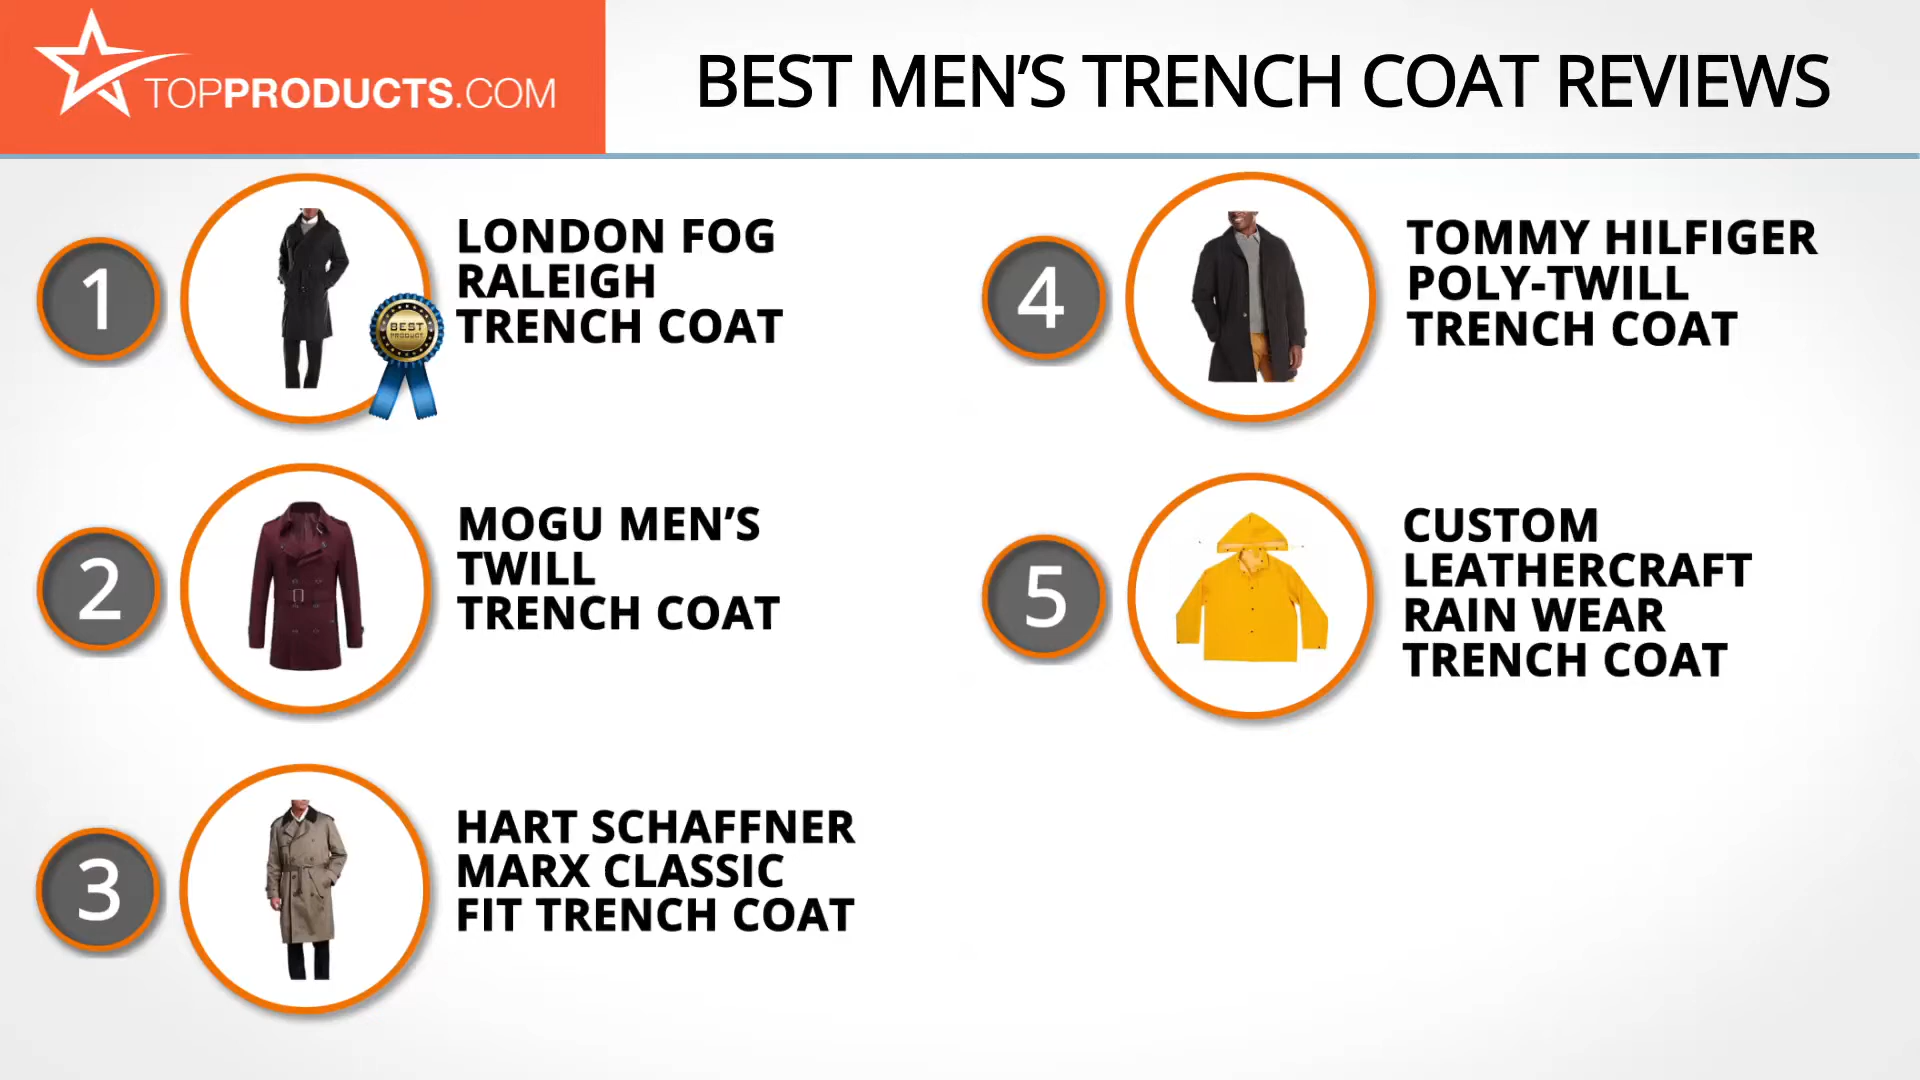 TOPPRODUCTS.COM
BEST MEN’S TRENCH COAT REVIEWS
1
BEST
PRODUCT
LONDON FOG
RALEIGH
TRENCH COAT
2
MOGU MEN’S
TWILL
TRENCH COAT
3
HART SCHAFFNER
MARX CLASSIC
FIT TRENCH COAT
4
TOMMY HILFIGER
POLY-TWILL
TRENCH COAT
5
CUSTOM
LEATHERCRAFT
RAIN WEAR
TRENCH COAT